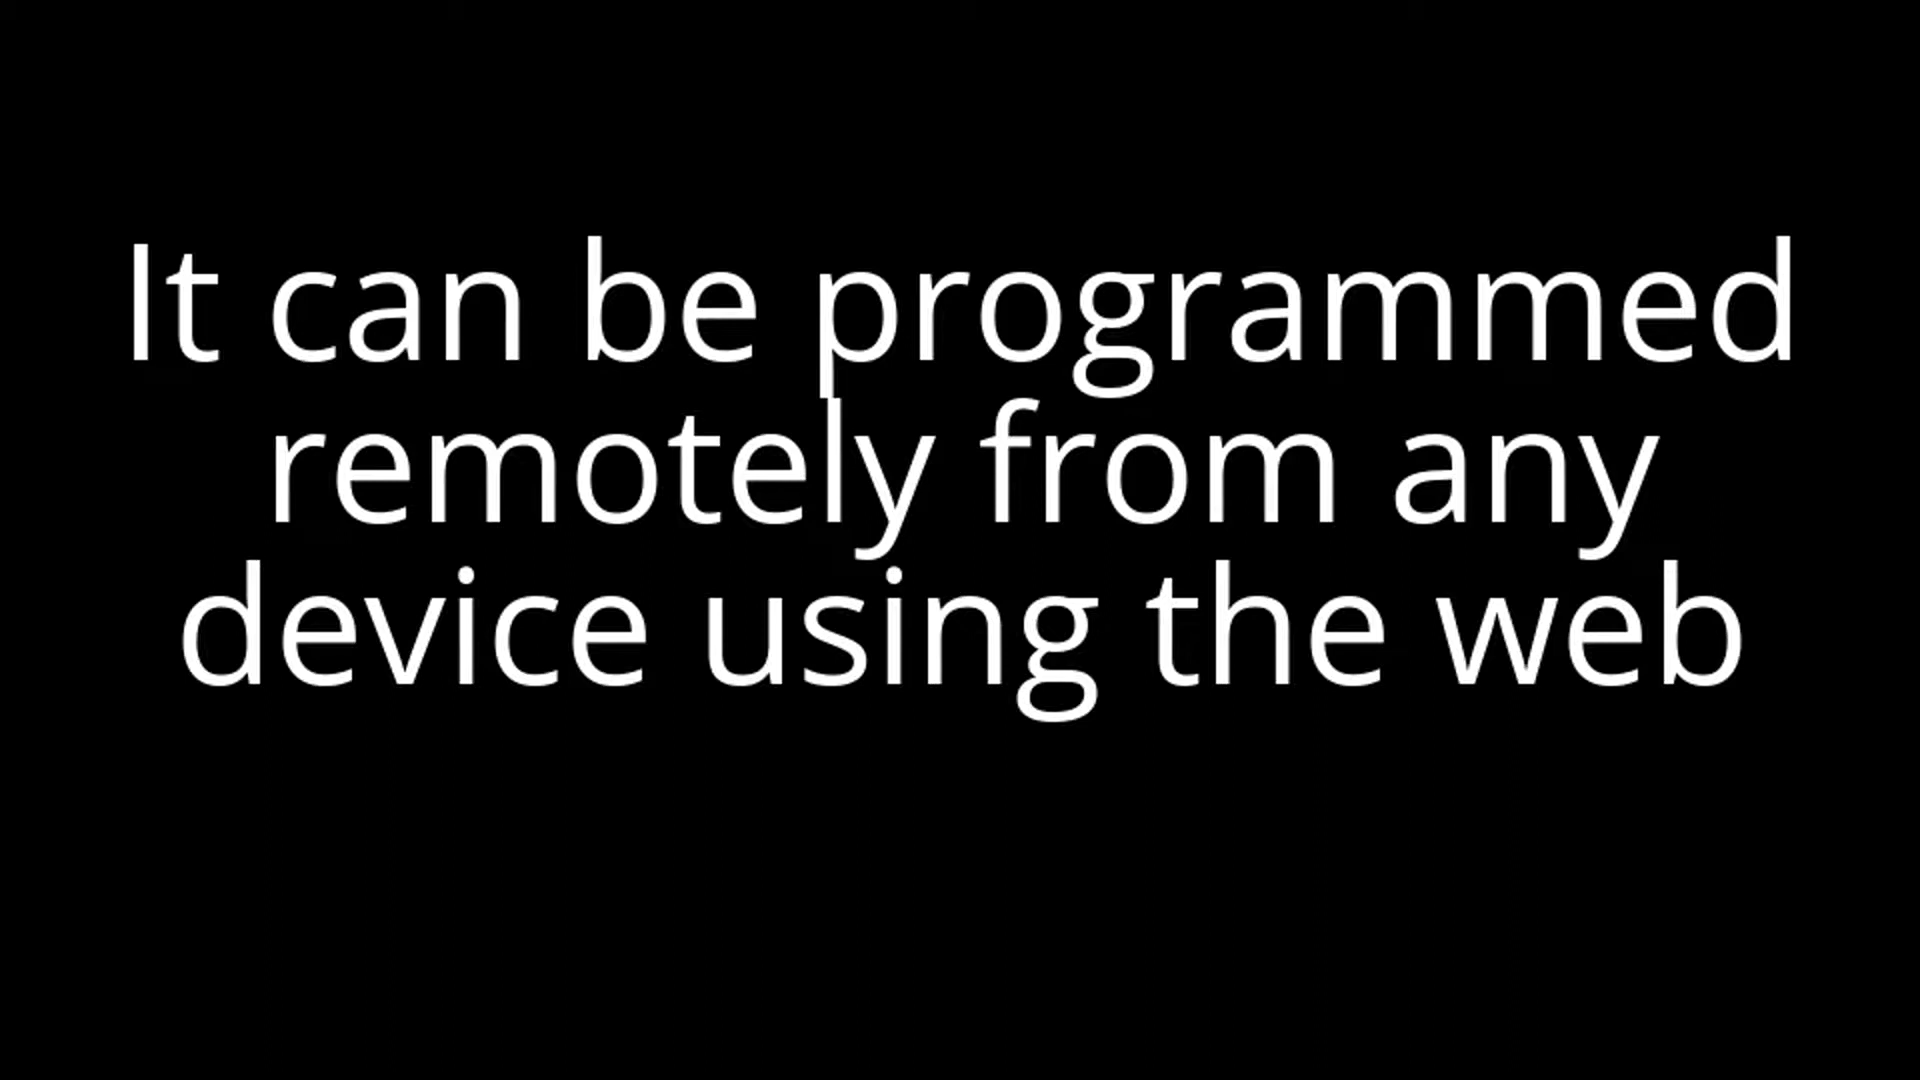 It can be programmed
remotely from any
device using the web